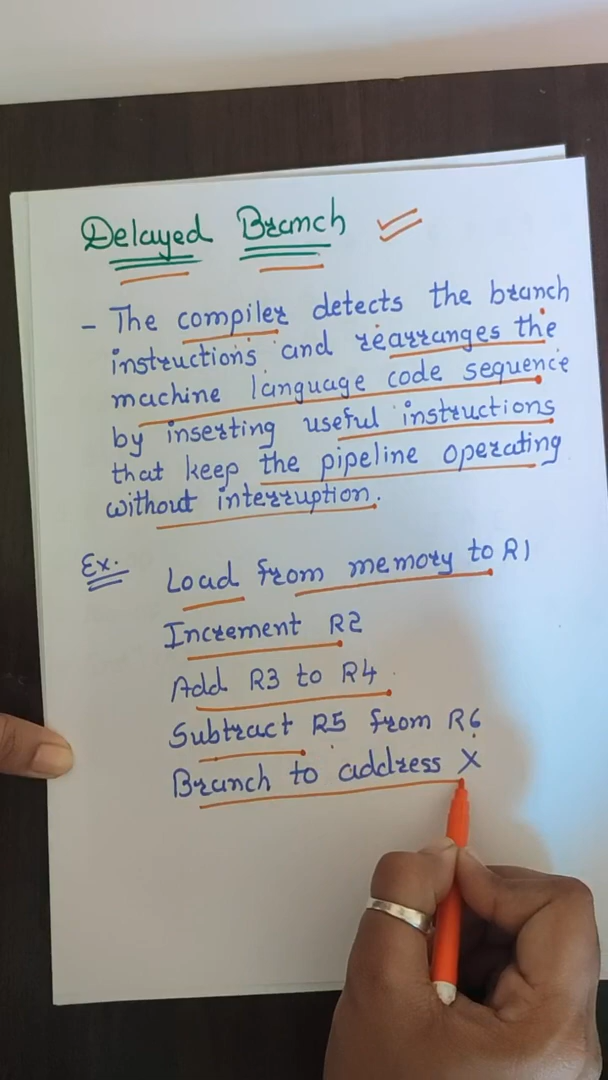 Delayed Branch
- The compiler detects the branch
instructions and rearranges the
machine language code sequence
by inserting useful instructions
that keep the pipeline operating
without interruption.
Ex. Load from memory to R1
Increment R2
Add R3 to R4
Subtract R5 from R6
Branch to address X